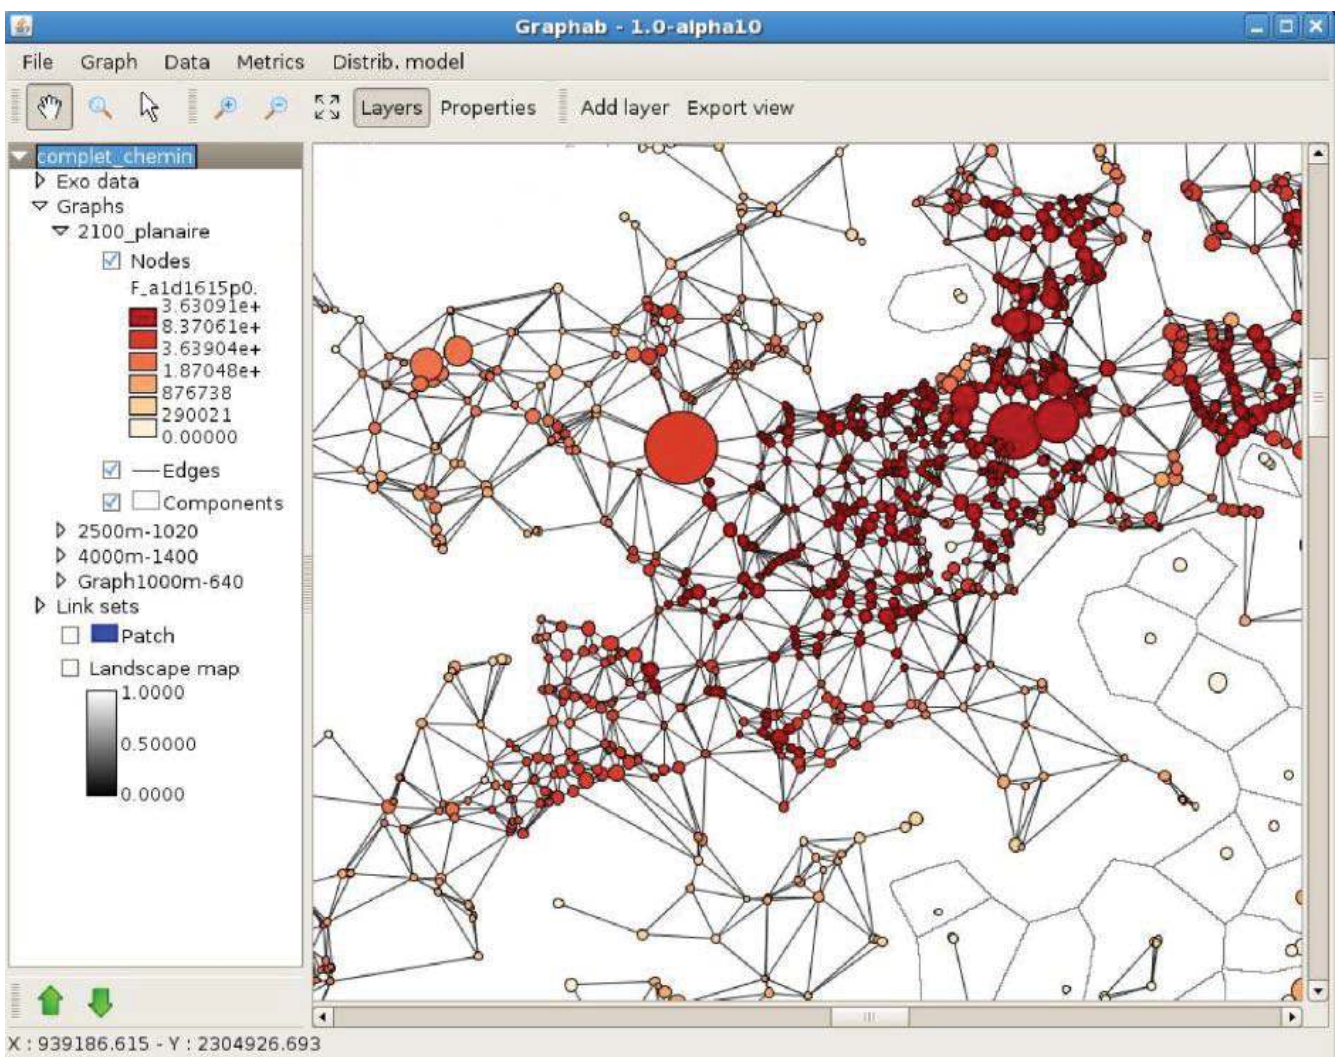 Graphab - 1.0-alpha10
File Graph Data Metrics Distrib. model
Layers Properties Add layer Export view
complet_chemin
Exo data
Graphs
2100_planaire
Nodes
F_a1d1615p0.
3.63091e+
8.37061e+
3.63904e+
1.87048e+
876738
290021
0.00000
Edges
Components
2500m-1020
4000m-1400
Graph1000m-640
Link sets
Patch
Landscape map
1.0000
0.50000
0.0000
X : 939186.615 - Y : 2304926.693